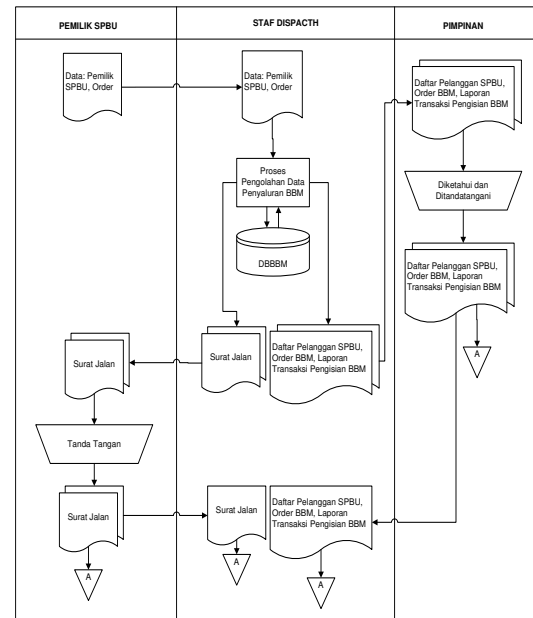 PEMILIK SPBU
STAF DISPACTH
PIMPINAN
Data: Pemilik
SPBU, Order
Data: Pemilik
SPBU, Order
Daftar Pelanggan SPBU,
Order BBM, Laporan
Transaksi Pengisian BBM
Proses
Pengolahan Data
Penyaluran BBM
Diketahui dan
Ditandatangani
DBBBM
Daftar Pelanggan SPBU,
Order BBM, Laporan
Transaksi Pengisian BBM
A
Surat Jalan
Surat Jalan
Daftar Pelanggan SPBU,
Order BBM, Laporan
Transaksi Pengisian BBM
Tanda Tangan
Surat Jalan
Surat Jalan
Daftar Pelanggan SPBU,
Order BBM, Laporan
Transaksi Pengisian BBM
A
A
A